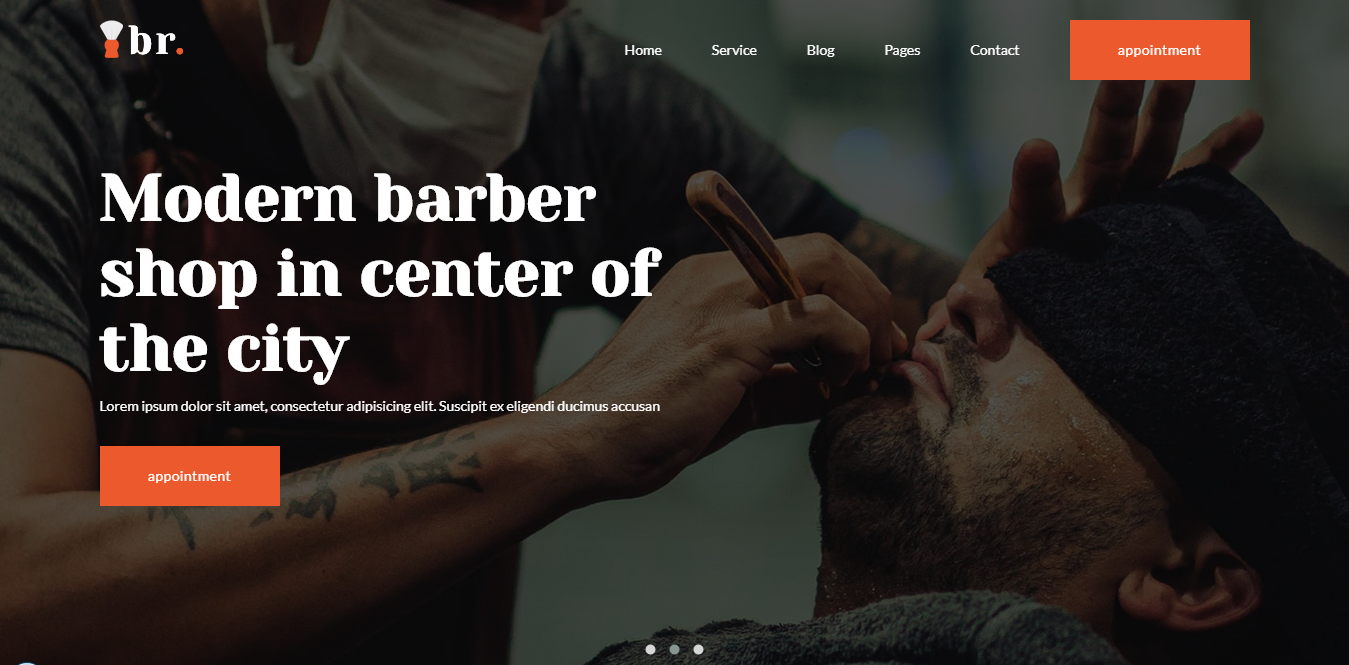 br.
Home
Service
Blog
Pages
Contact
appointment
Modern barber
shop in center of
the city
Lorem ipsum dolor sit amet, consectetur adipisicing elit. Suscipit ex eligendi ducimus accusan
appointment